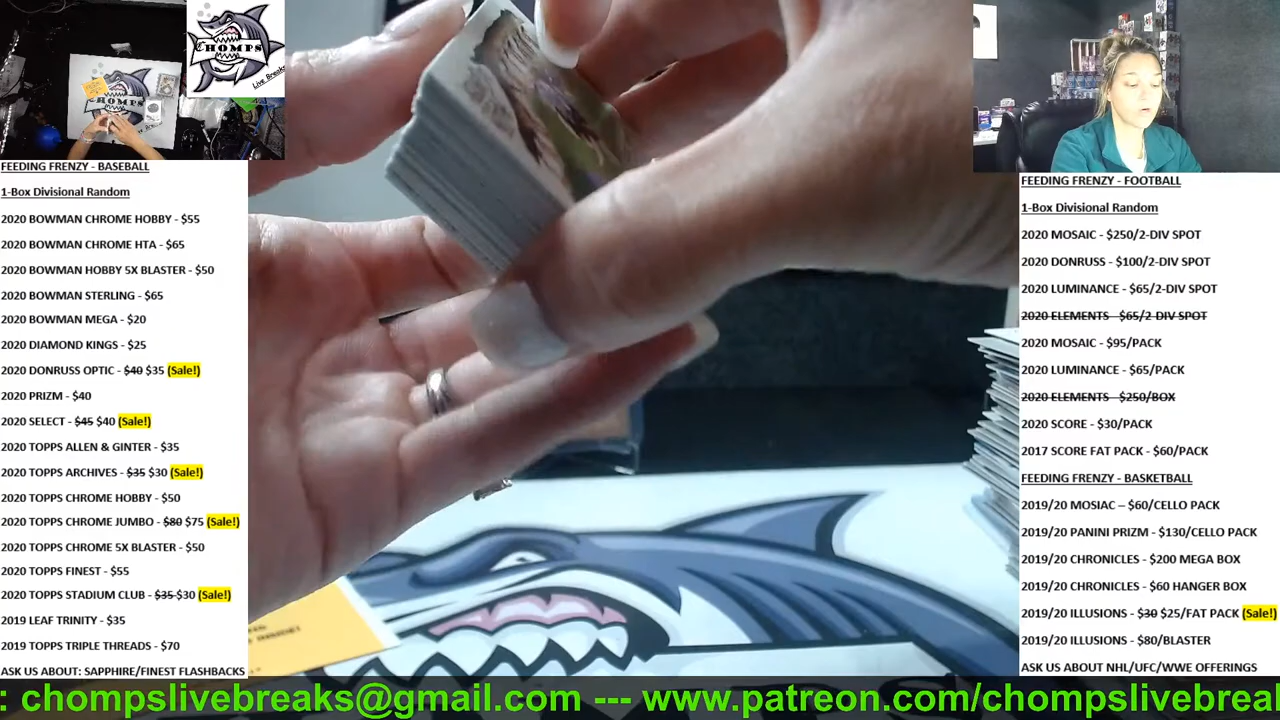 CHOMPS
Live Breaks
CHOMPS
FEEDING FRENZY - BASEBALL
1-Box Divisional Random
2020 BOWMAN CHROME HOBBY - $55
2020 BOWMAN CHROME HTA - $65
2020 BOWMAN HOBBY 5X BLASTER - $50
2020 BOWMAN STERLING - $65
2020 BOWMAN MEGA - $20
2020 DIAMOND KINGS - $25
2020 DONRUSS OPTIC - $40 $35 (Sale!)
2020 PRIZM - $40
2020 SELECT - $45 $40 (Sale!)
2020 TOPPS ALLEN & GINTER - $35
2020 TOPPS ARCHIVES - $35 $30 (Sale!)
2020 TOPPS CHROME HOBBY - $50
2020 TOPPS CHROME JUMBO - $80 $75 (Sale!)
2020 TOPPS CHROME 5X BLASTER - $50
2020 TOPPS FINEST - $55
2020 TOPPS STADIUM CLUB - $35 $30 (Sale!)
2019 LEAF TRINITY - $35
2019 TOPPS TRIPLE THREADS - $70
ASK US ABOUT: SAPPHIRE/FINEST FLASHBACKS
FEEDING FRENZY - FOOTBALL
1-Box Divisional Random
2020 MOSAIC - $250/2-DIV SPOT
2020 DONRUSS - $100/2-DIV SPOT
2020 LUMINANCE - $65/2-DIV SPOT
2020 ELEMENTS - $65/2-DIV SPOT
2020 MOSAIC - $95/PACK
2020 LUMINANCE - $65/PACK
2020 ELEMENTS - $250/BOX
2020 SCORE - $30/PACK
2017 SCORE FAT PACK - $60/PACK
FEEDING FRENZY - BASKETBALL
2019/20 MOSIAC – $60/CELLO PACK
2019/20 PANINI PRIZM - $130/CELLO PACK
2019/20 CHRONICLES - $200 MEGA BOX
2019/20 CHRONICLES - $60 HANGER BOX
2019/20 ILLUSIONS - $30 $25/FAT PACK (Sale!)
2019/20 ILLUSIONS - $80/BLASTER
ASK US ABOUT NHL/UFC/WWE OFFERINGS
: chompslivebreaks@gmail.com --- www.patreon.com/chompslivebreal